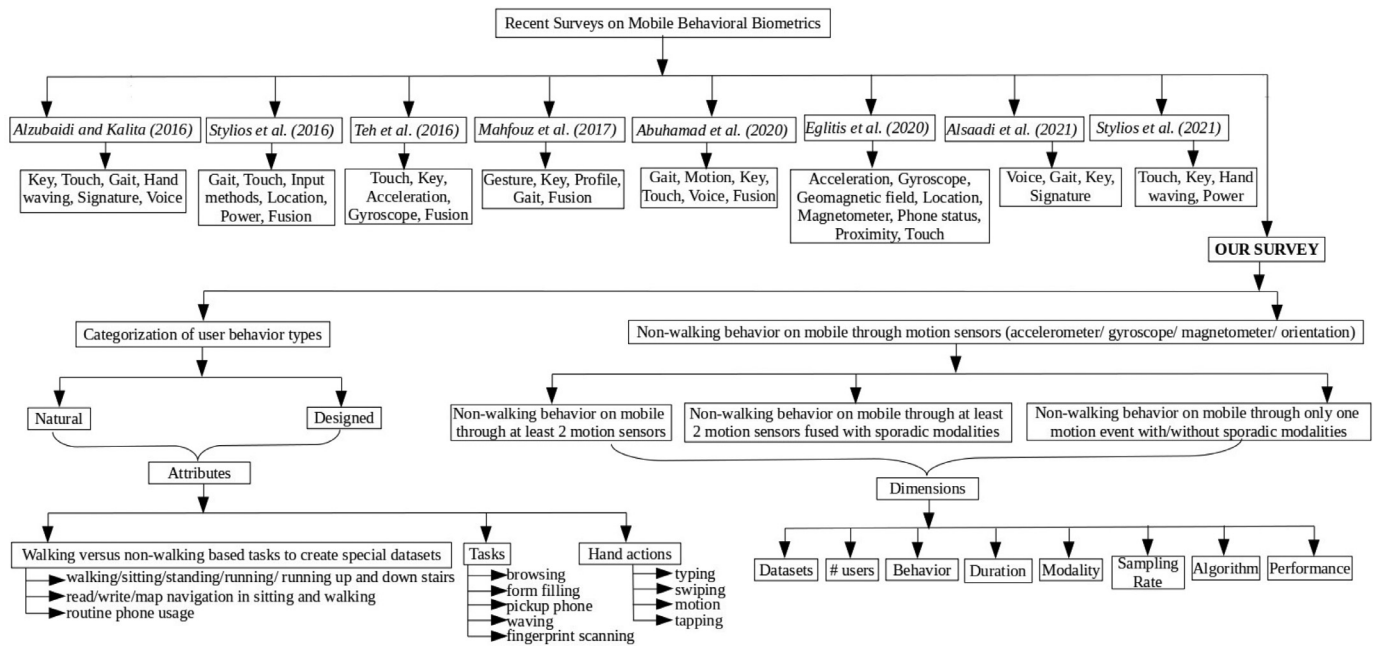 Recent Surveys on Mobile Behavioral Biometrics
Alzubaidi and Kalita (2016)
Stylios et al. (2016)
Teh et al. (2016)
Mahfouz et al. (2017)
Abuhamad et al. (2020)
Eglitis et al. (2020)
Alsaadi et al. (2021)
Stylios et al. (2021)
Key, Touch, Gait, Hand
waving, Signature, Voice
Gait, Touch, Input
methods, Location,
Power, Fusion
Touch, Key,
Acceleration,
Gyroscope, Fusion
Gesture, Key, Profile,
Gait, Fusion
Gait, Motion, Key,
Touch, Voice, Fusion
Acceleration, Gyroscope,
Geomagnetic field, Location,
Magnetometer, Phone status,
Proximity, Touch
Voice, Gait, Key,
Signature
Touch, Key, Hand
waving, Power
OUR SURVEY
Categorization of user behavior types
Non-walking behavior on mobile through motion sensors (accelerometer/ gyroscope/ magnetometer/ orientation)
Natural
Designed
Non-walking behavior on mobile
through at least 2 motion sensors
Non-walking behavior on mobile through at least
2 motion sensors fused with sporadic modalities
Non-walking behavior on mobile through only one
motion event with/without sporadic modalities
Attributes
Dimensions
Walking versus non-walking based tasks to create special datasets
walking/sitting/standing/running/ running up and down stairs
read/write/map navigation in sitting and walking
routine phone usage
Tasks
browsing
form filling
pickup phone
waving
fingerprint scanning
Hand actions
typing
swiping
motion
tapping
Datasets
# users
Behavior
Duration
Modality
Sampling
Rate
Algorithm
Performance